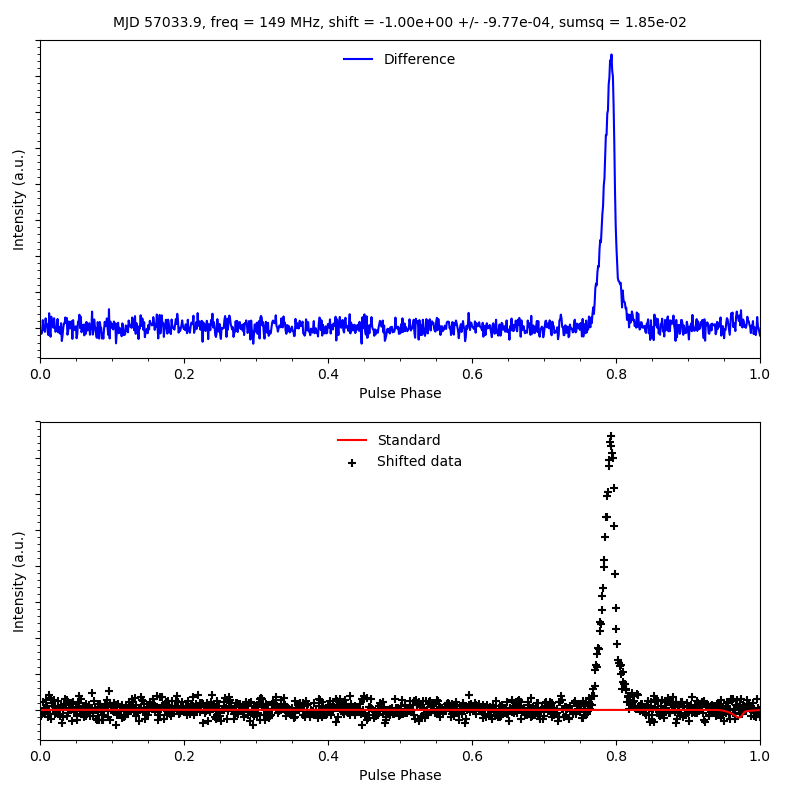 MJD 57033.9, freq = 149 MHz, shift = -1.00e+00 +/- -9.77e-04, sumsq = 1.85e-02
Difference
Intensity (a.u.)
0.0 0.2 0.4 0.6 0.8 1.0
Pulse Phase
Standard
Shifted data
Intensity (a.u.)
0.0 0.2 0.4 0.6 0.8 1.0
Pulse Phase